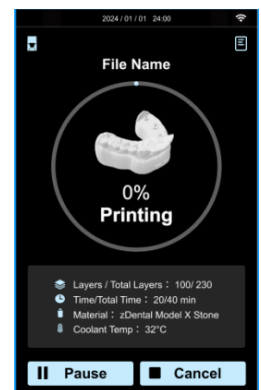 2024 / 01 / 01 24:00
File Name
0%
Printing
Layers / Total Layers： 100/ 230
Time/Total Time： 20/40 min
Material： zDental Model X Stone
Coolant Temp： 32°C
Pause
Cancel